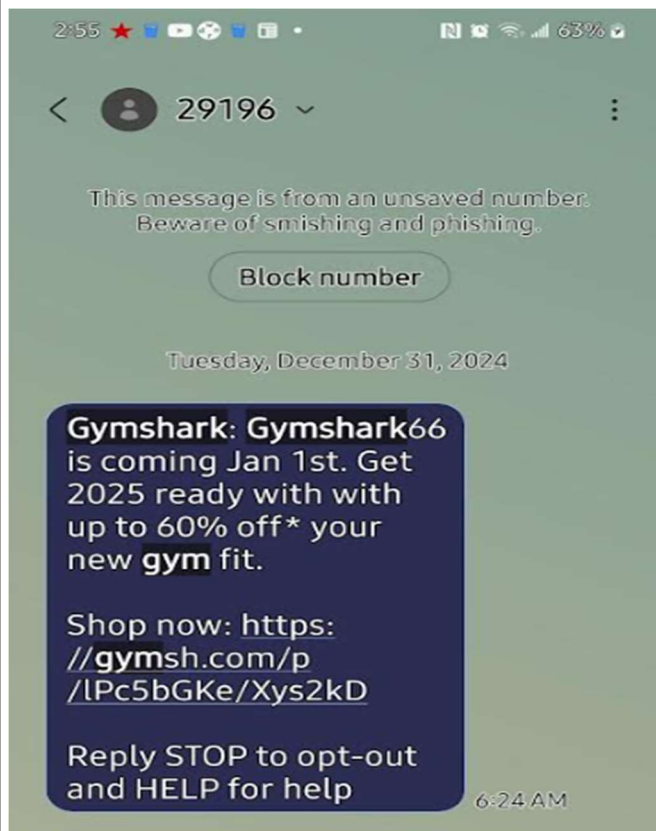 2:55 63%
29196
This message is from an unsaved number.
Beware of smishing and phishing.
Block number
Tuesday, December 31, 2024
Gymshark: Gymshark66
is coming Jan 1st. Get
2025 ready with with
up to 60% off* your
new gym fit.
Shop now: https:
//gymsh.com/p
/lPc5bGKe/Xys2kD
Reply STOP to opt-out
and HELP for help
6:24 AM